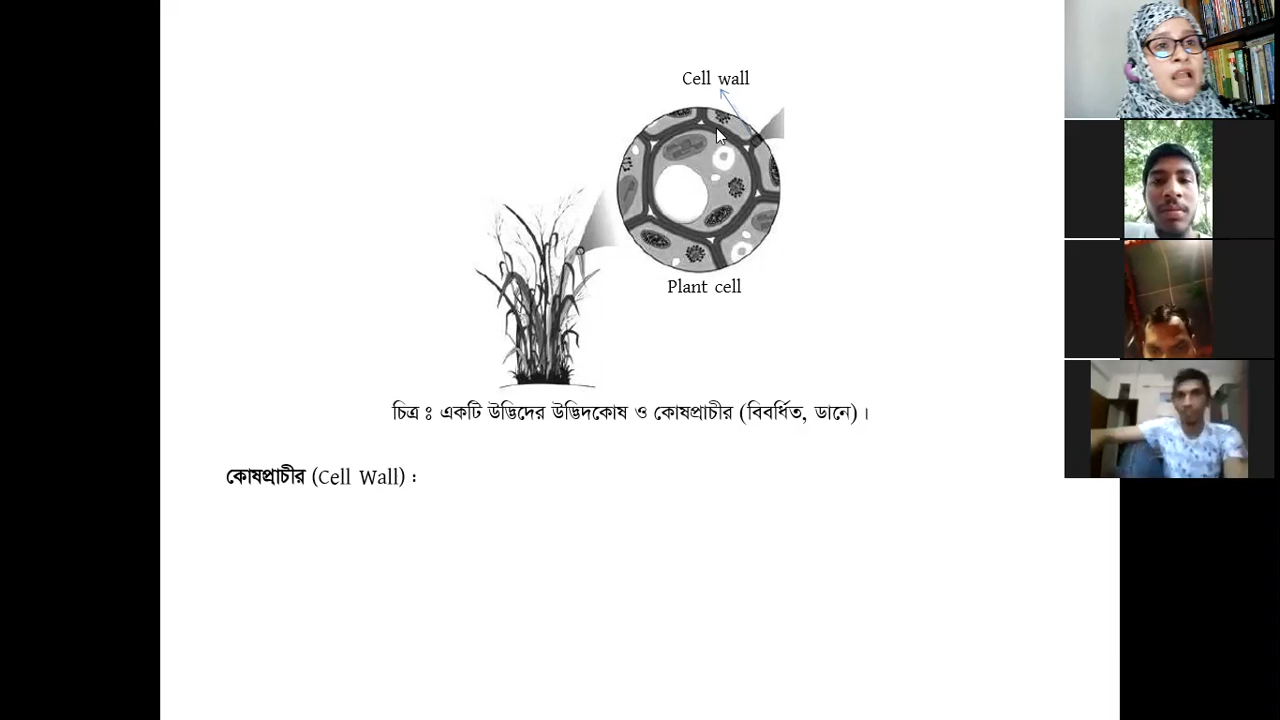 Cell wall
Plant cell
চিত্র ঃ একটি উদ্ভিদের উদ্ভিদকোষ ও কোষপ্রাচীর (বিবর্ধিত, ডানে)।
কোষপ্রাচীর (Cell Wall) :